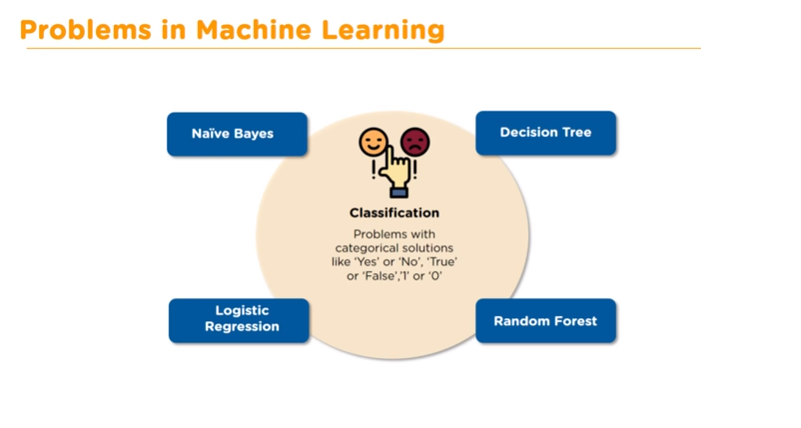 Problems in Machine Learning
Naïve Bayes
Decision Tree
Classification
Problems with
categorical solutions
like ‘Yes’ or ‘No’, ‘True’
or ‘False’,‘1’ or ‘0’
Logistic
Regression
Random Forest